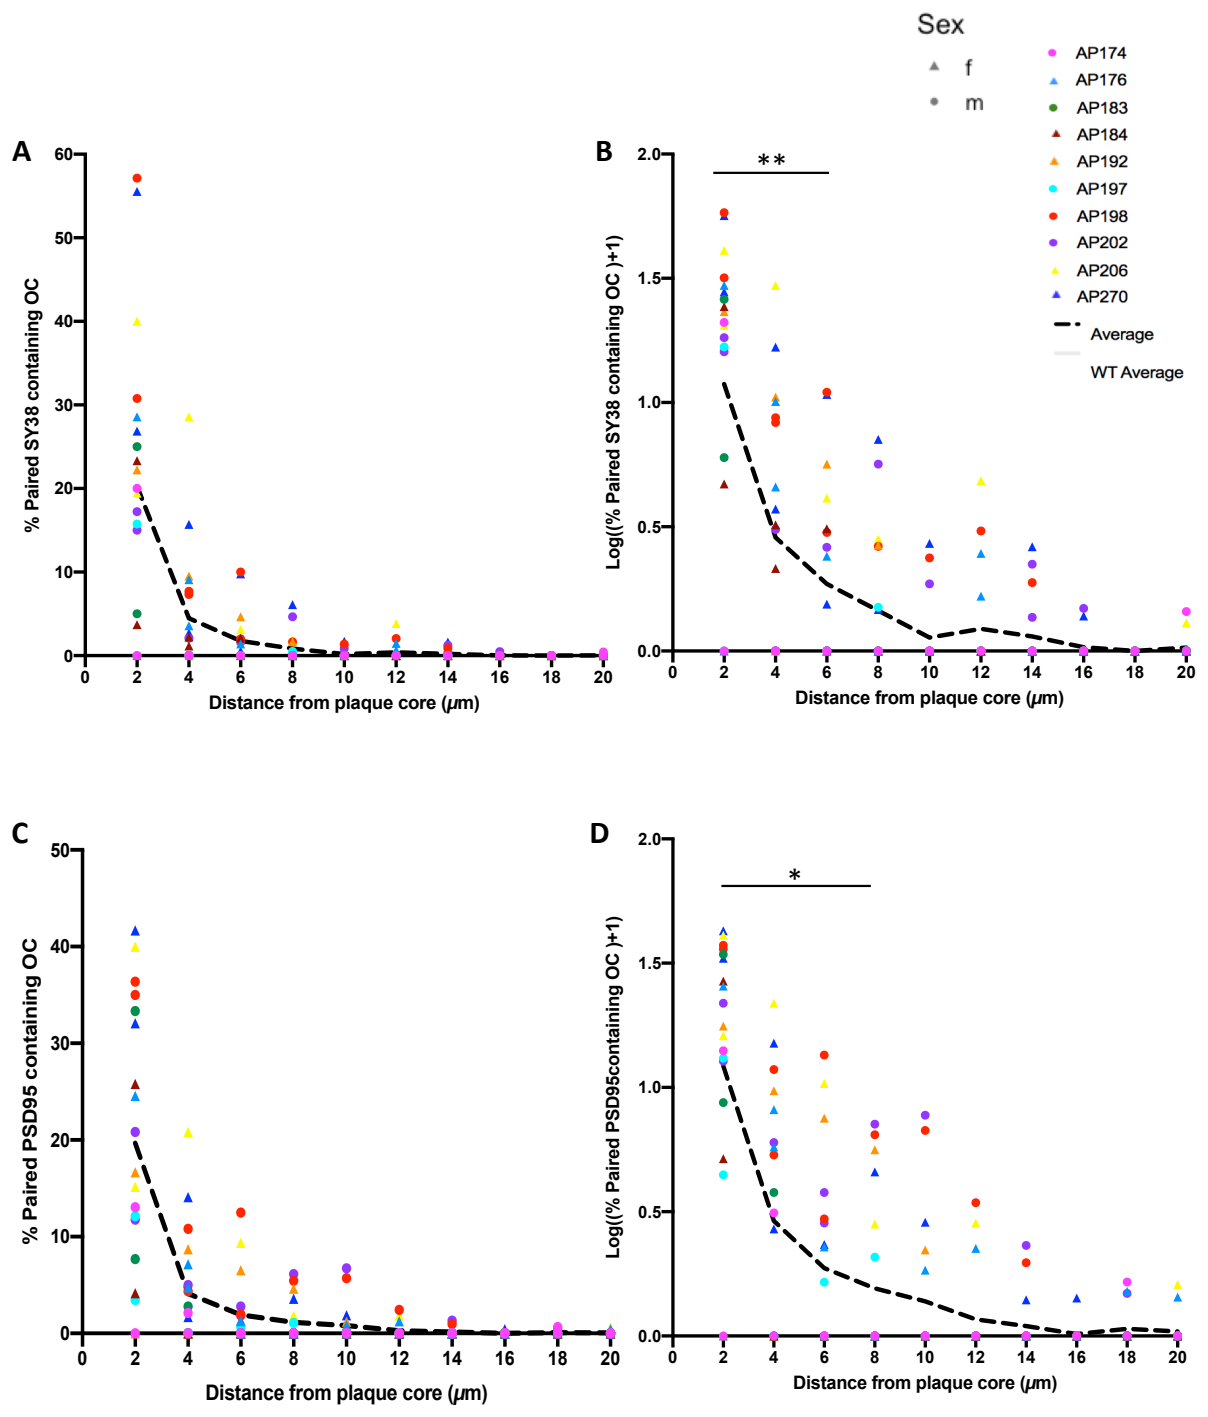 Sex
f
m
AP174
AP176
AP183
AP184
AP192
AP197
AP198
AP202
AP206
AP270
Average
WT Average
A
60
50
40
30
20
10
0
% Paired SY38 containing OC
0 2 4 6 8 10 12 14 16 18 20
Distance from plaque core (µm)
B
**
2.0
1.5
1.0
0.5
0.0
Log((% Paired SY38 containing OC )+1)
0 2 4 6 8 10 12 14 16 18 20
Distance from plaque core (µm)
C
50
40
30
20
10
0
% Paired PSD95 containing OC
0 2 4 6 8 10 12 14 16 18 20
Distance from plaque core (µm)
D
*
2.0
1.5
1.0
0.5
0.0
Log((% Paired PSD95containing OC )+1)
0 2 4 6 8 10 12 14 16 18 20
Distance from plaque core (µm)